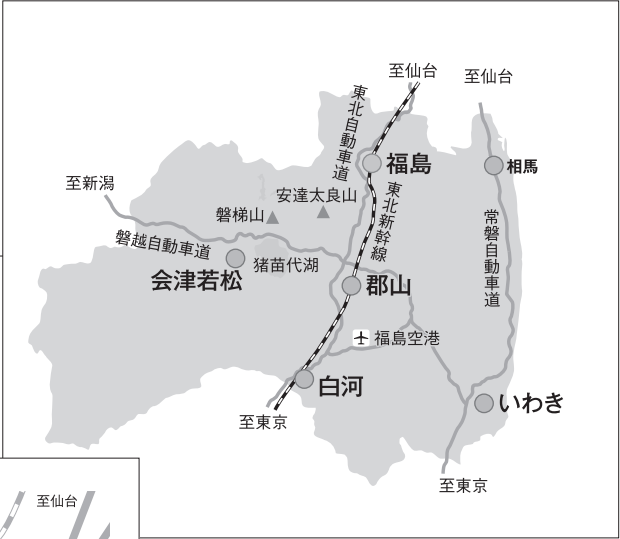 至仙台
至仙台
東北自動車道
福島
相馬
至新潟
安達太良山
東北新幹線
磐梯山
常磐自動車道
磐越自動車道
猪苗代湖
会津若松
郡山
福島空港
白河
いわき
至東京
至東京
至仙台